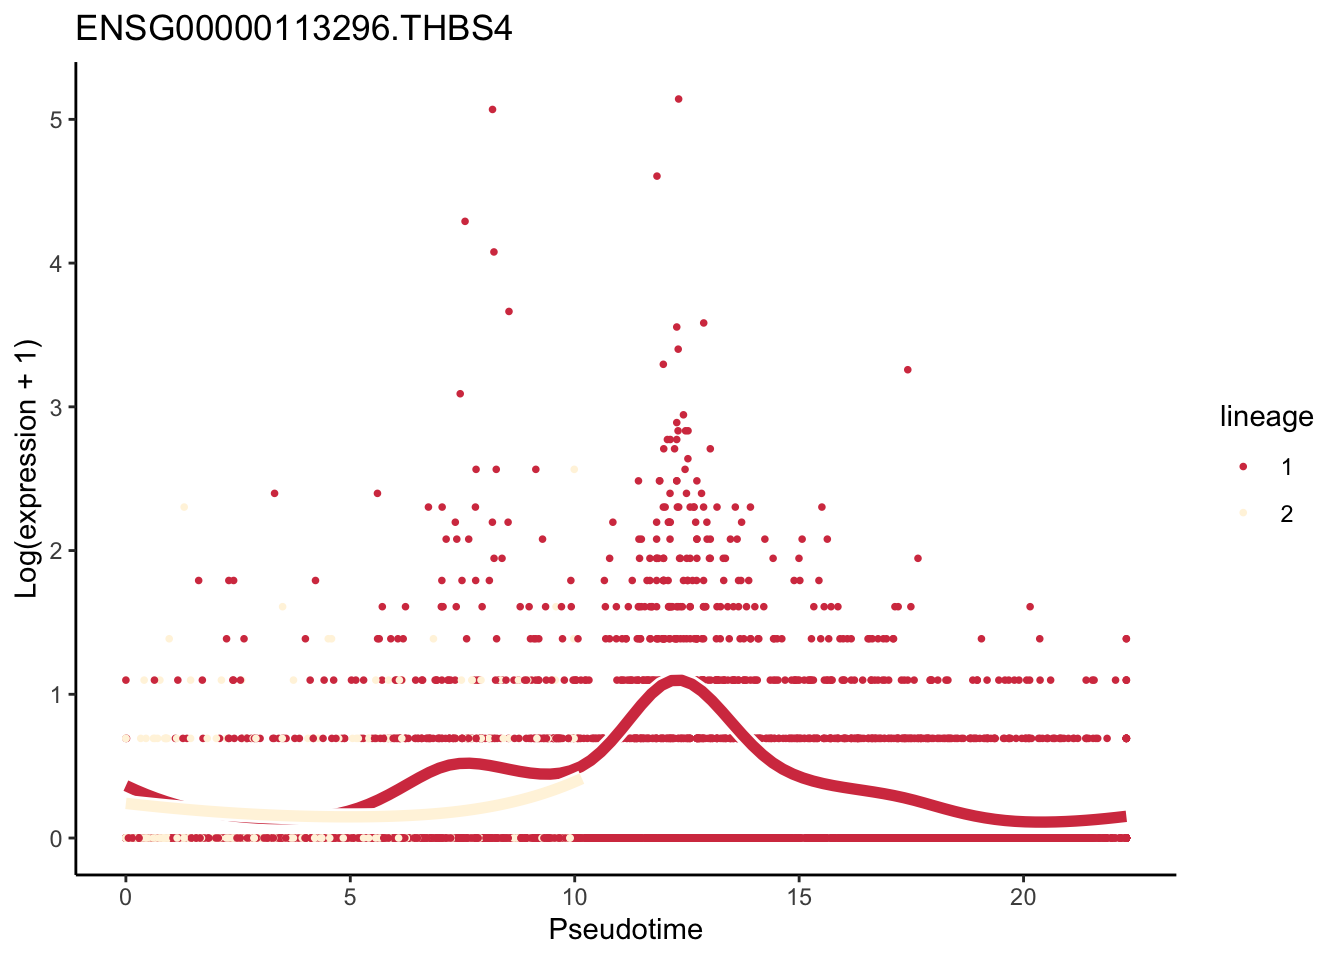 ENSG00000113296.THBS4
Log(expression + 1)
5
4
3
2
1
0
0 5 10 15 20
Pseudotime
lineage
1
2